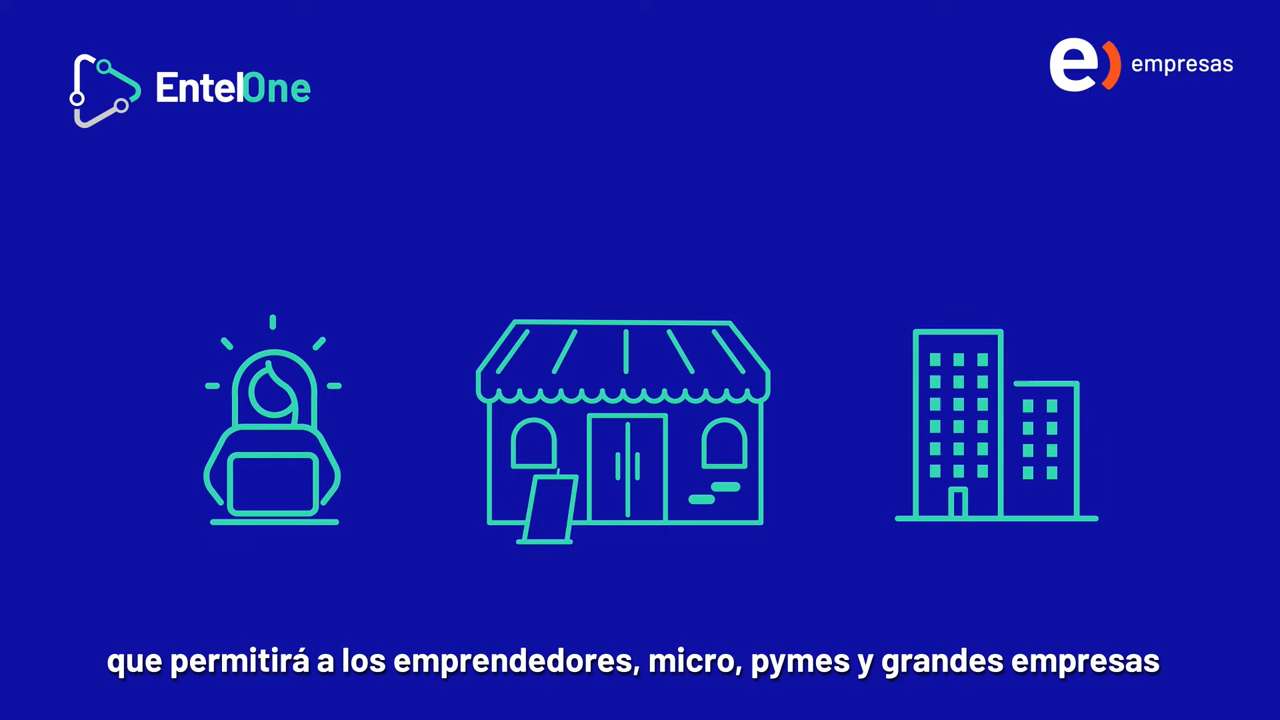 EntelOne
e) empresas
que permitirá a los emprendedores, micro, pymes y grandes empresas